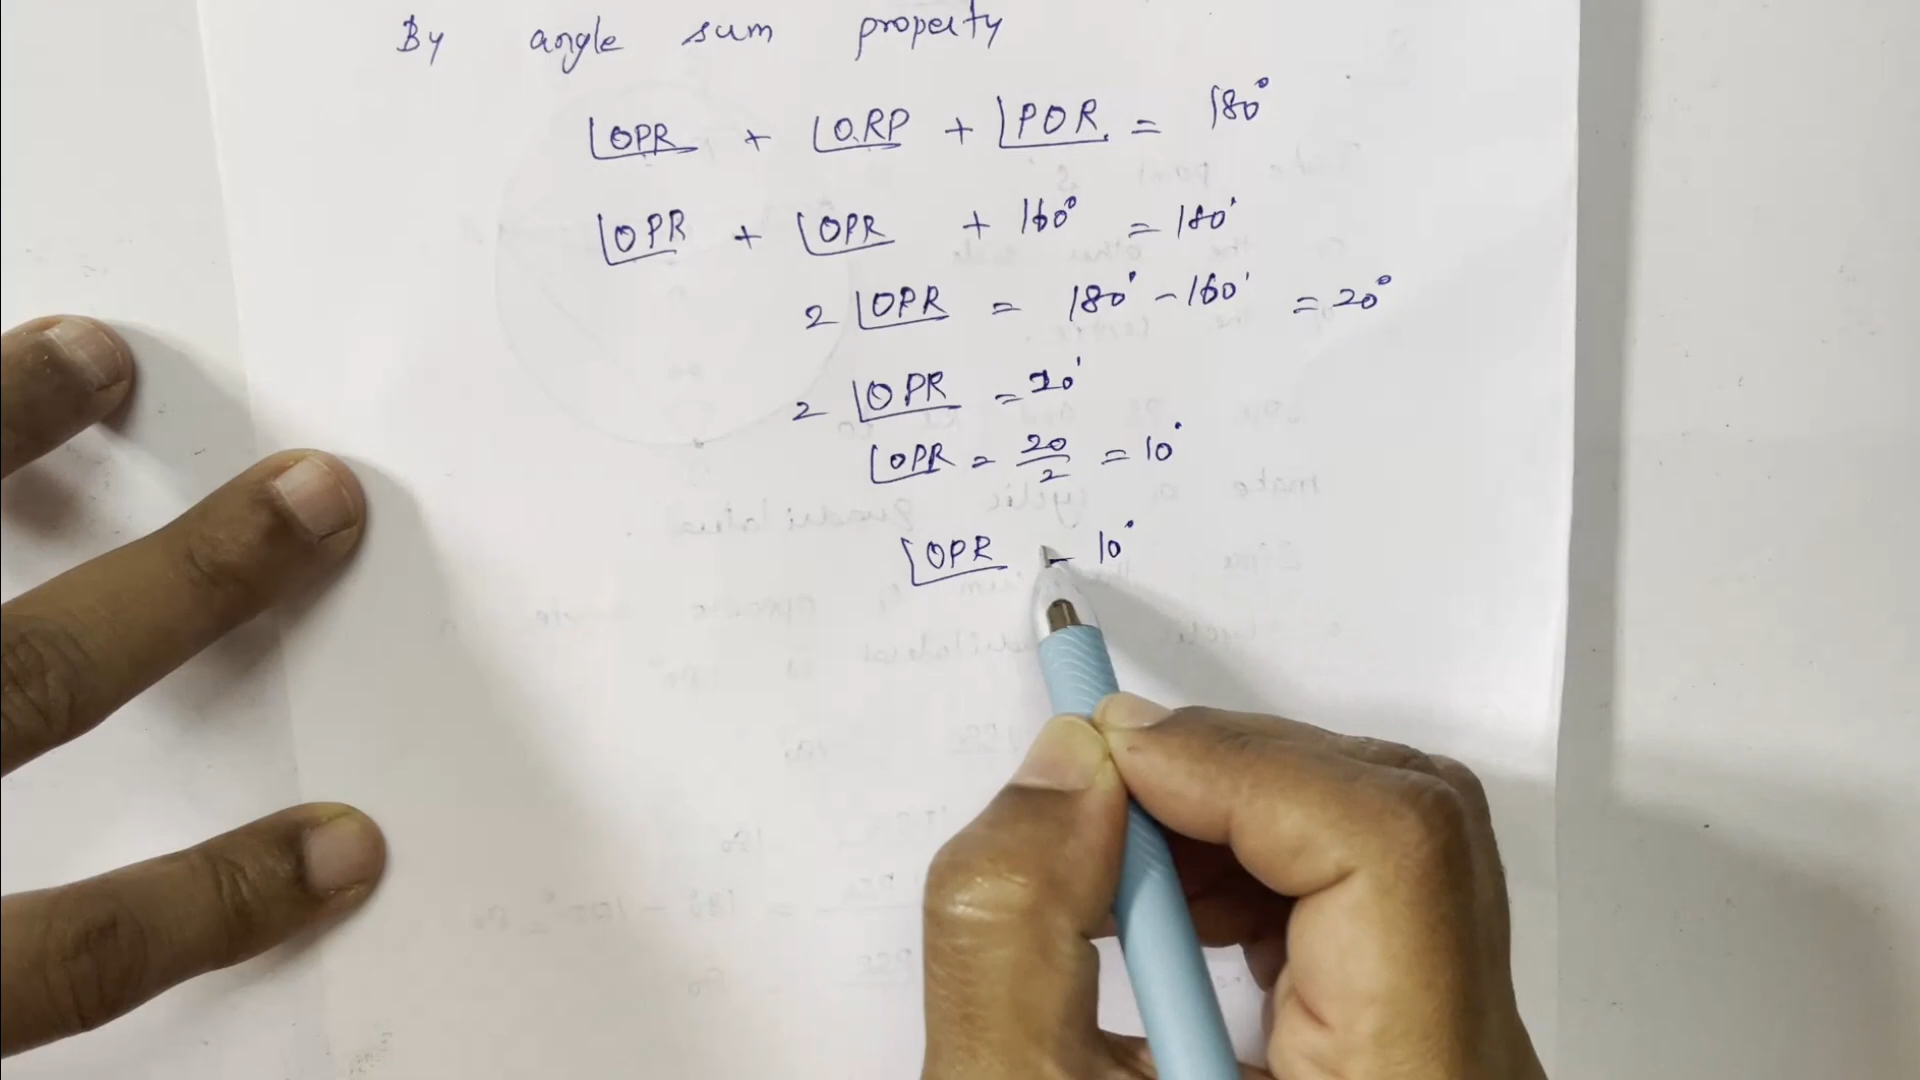 By angle sum property
∠OPR + ∠ORP + ∠POR = 180°
∠OPR + ∠OPR + 160° = 180°
2 ∠OPR = 180° - 160° = 20°
2 ∠OPR = 20°
∠OPR = 20/2 = 10°
∠OPR = 10°